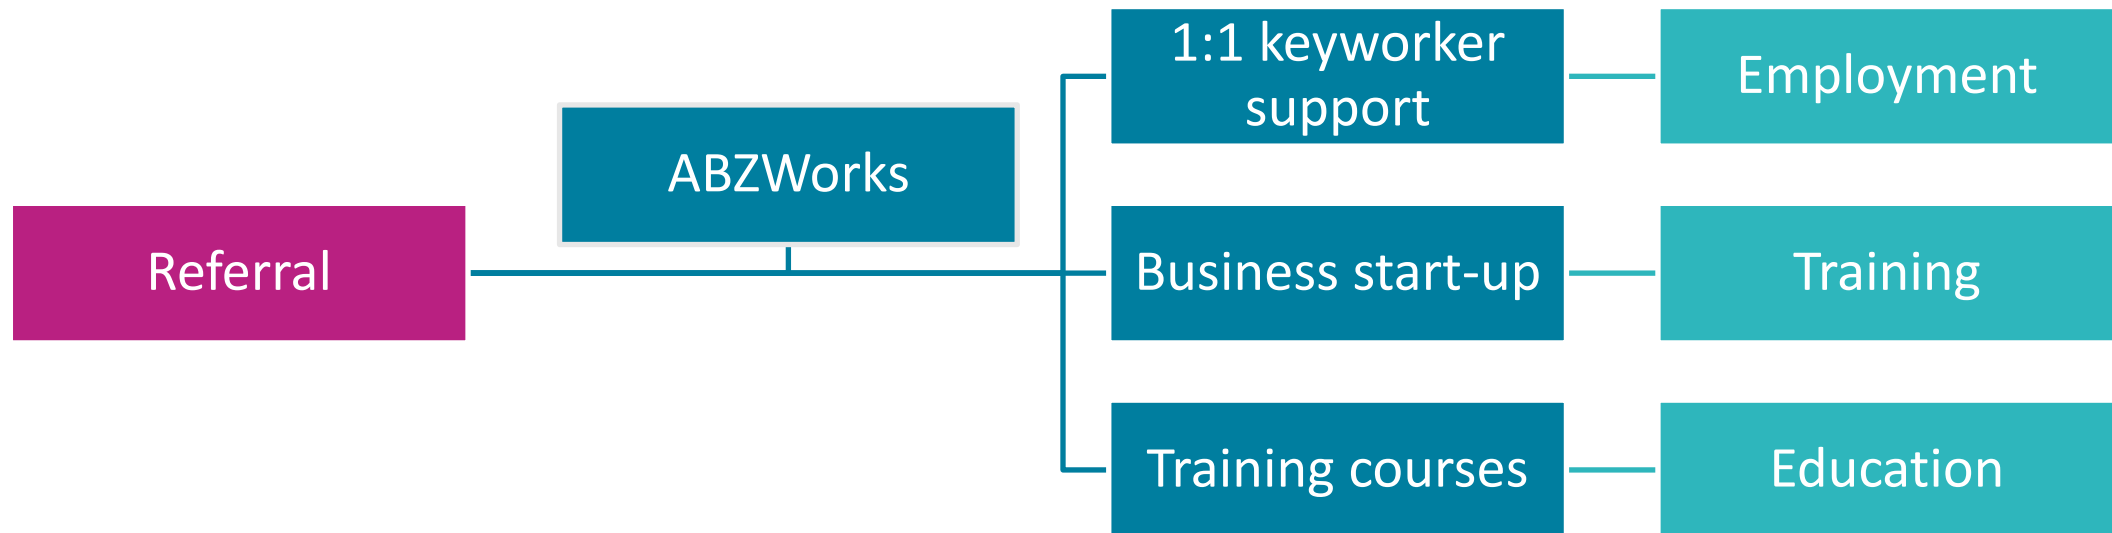 Referral
ABZWorks
1:1 keyworker
support
Employment
Business start-up
Training
Training courses
Education